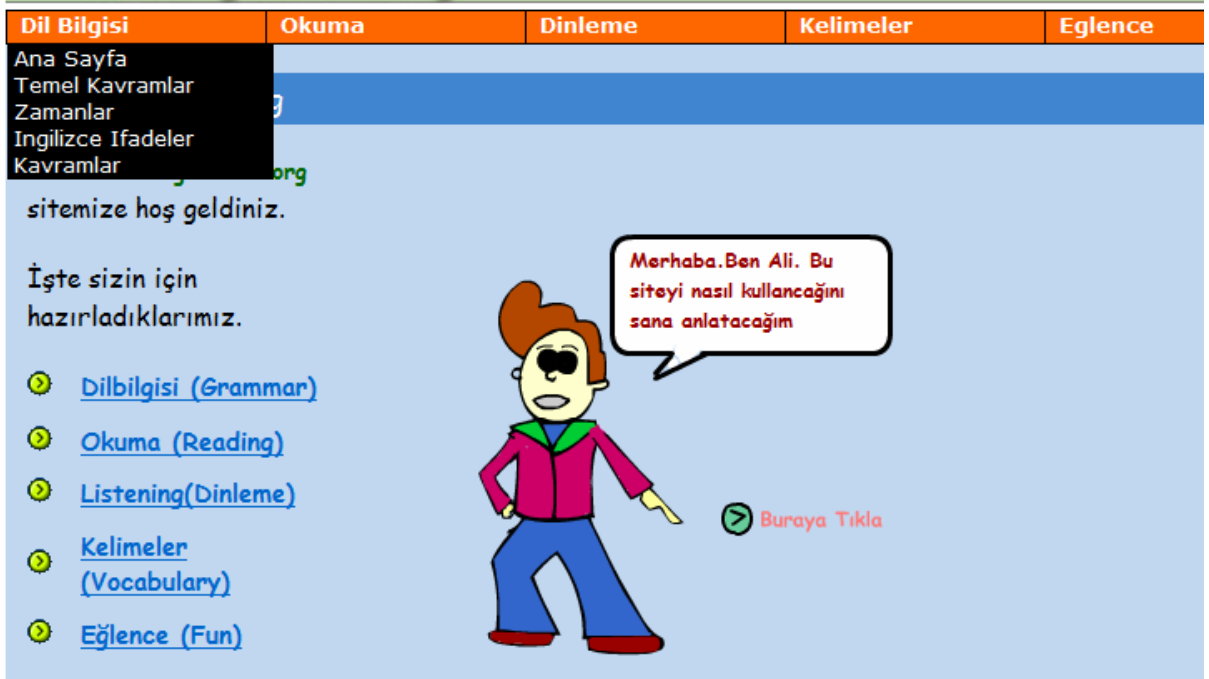 Dil Bilgisi Okuma Dinleme Kelimeler Eglence
Ana Sayfa
Temel Kavramlar
Zamanlar
Ingilizce Ifadeler
Kavramlar
org
sitemize hoş geldiniz.
İşte sizin için
hazırladıklarımız.
Dilbilgisi (Grammar)
Okuma (Reading)
Listening(Dinleme)
Kelimeler
(Vocabulary)
Eğlence (Fun)
Merhaba.Ben Ali. Bu
siteyi nasıl kullancağını
sana anlatacağım
Buraya Tıkla